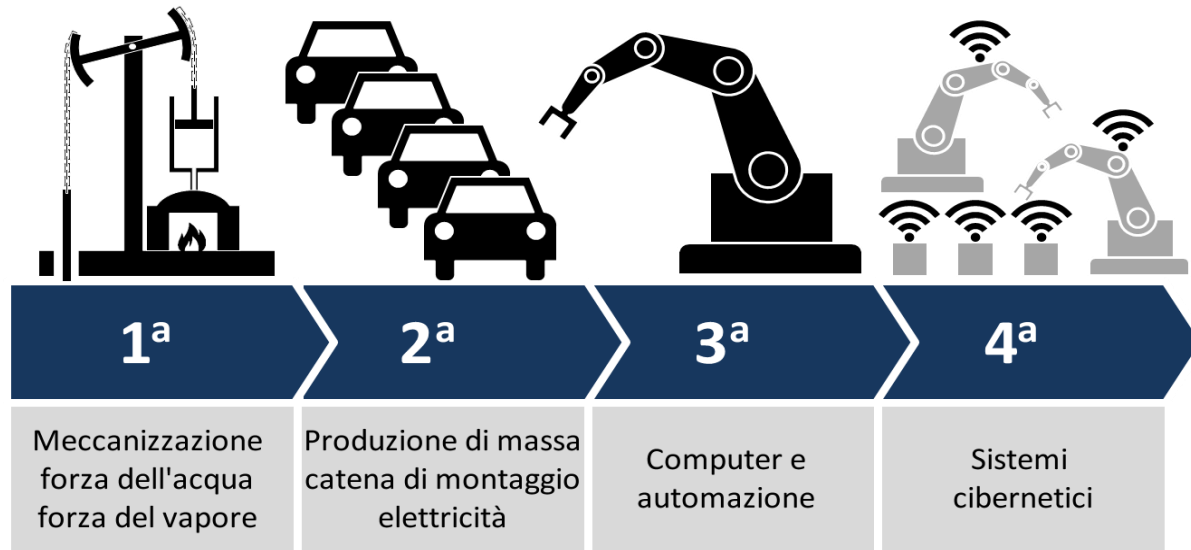 1ª
2ª
3ª
4ª
Meccanizzazione
forza dell'acqua
forza del vapore
Produzione di massa
catena di montaggio
elettricità
Computer e
automazione
Sistemi
cibernetici